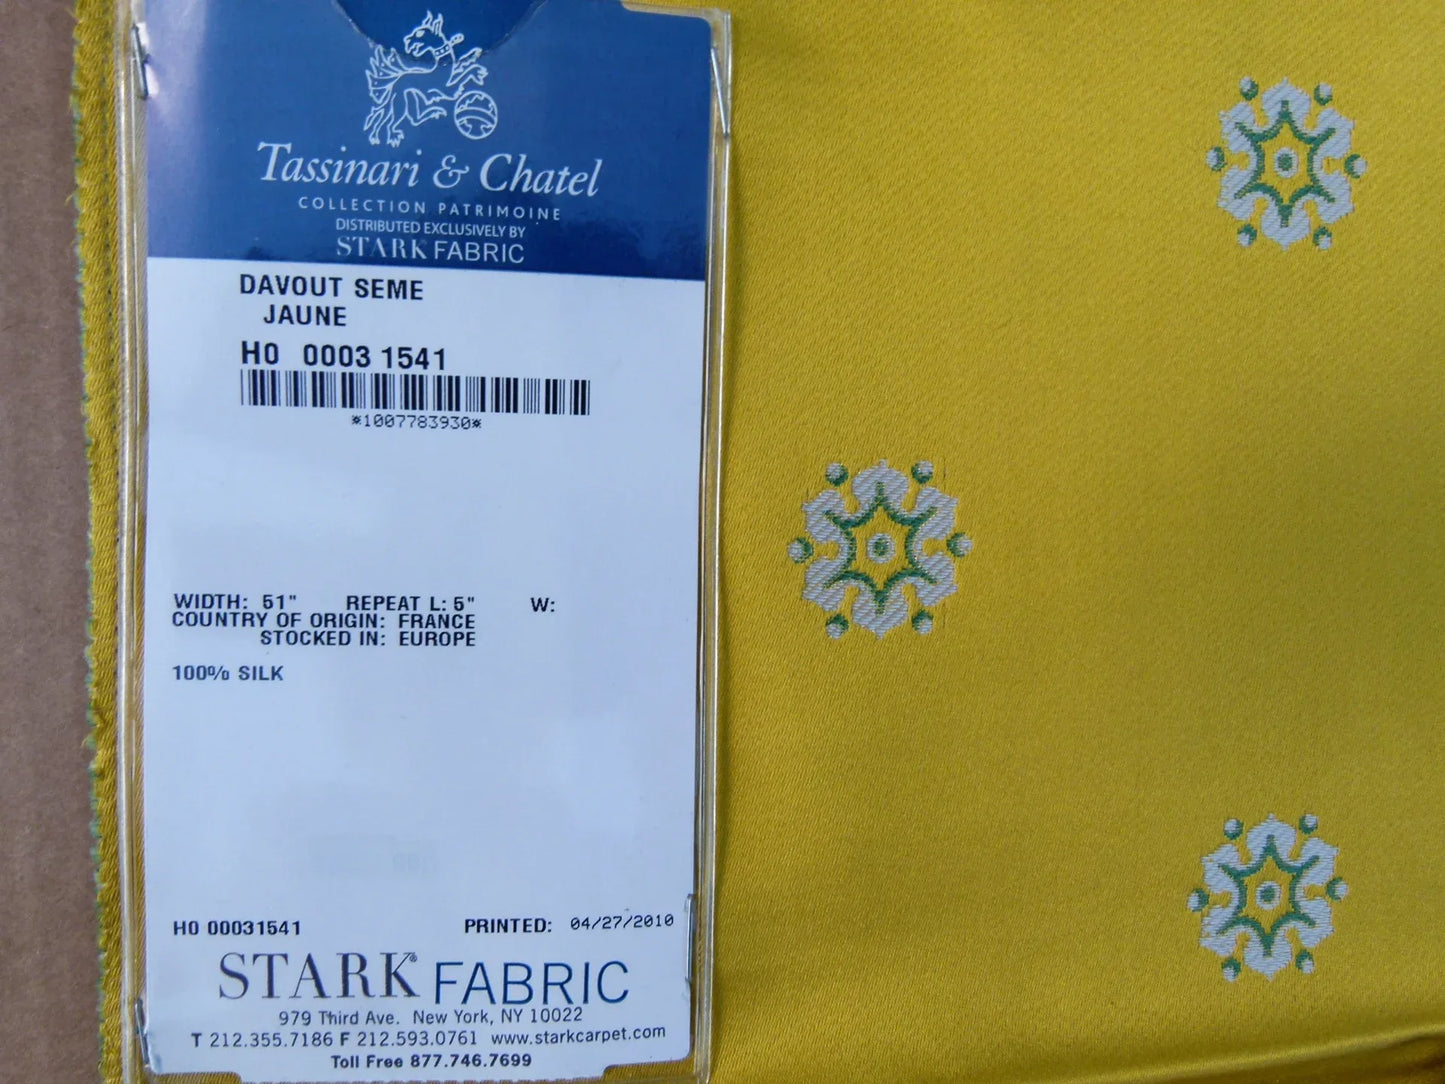 Tassinari & Chatel
COLLECTION PATRIMOINE
DISTRIBUTED EXCLUSIVELY BY
STARK FABRIC
DAVOUT SEME
JAUNE
H0 0003 1541
*1007783930*
WIDTH: 51" REPEAT L: 5" W:
COUNTRY OF ORIGIN: FRANCE
STOCKED IN: EUROPE
100% SILK
H0 00031541 PRINTED: 04/27/2010
STARK® FABRIC
979 Third Ave. New York, NY 10022
T 212.355.7186 F 212.593.0761 www.starkcarpet.com
Toll Free 877.746.7699